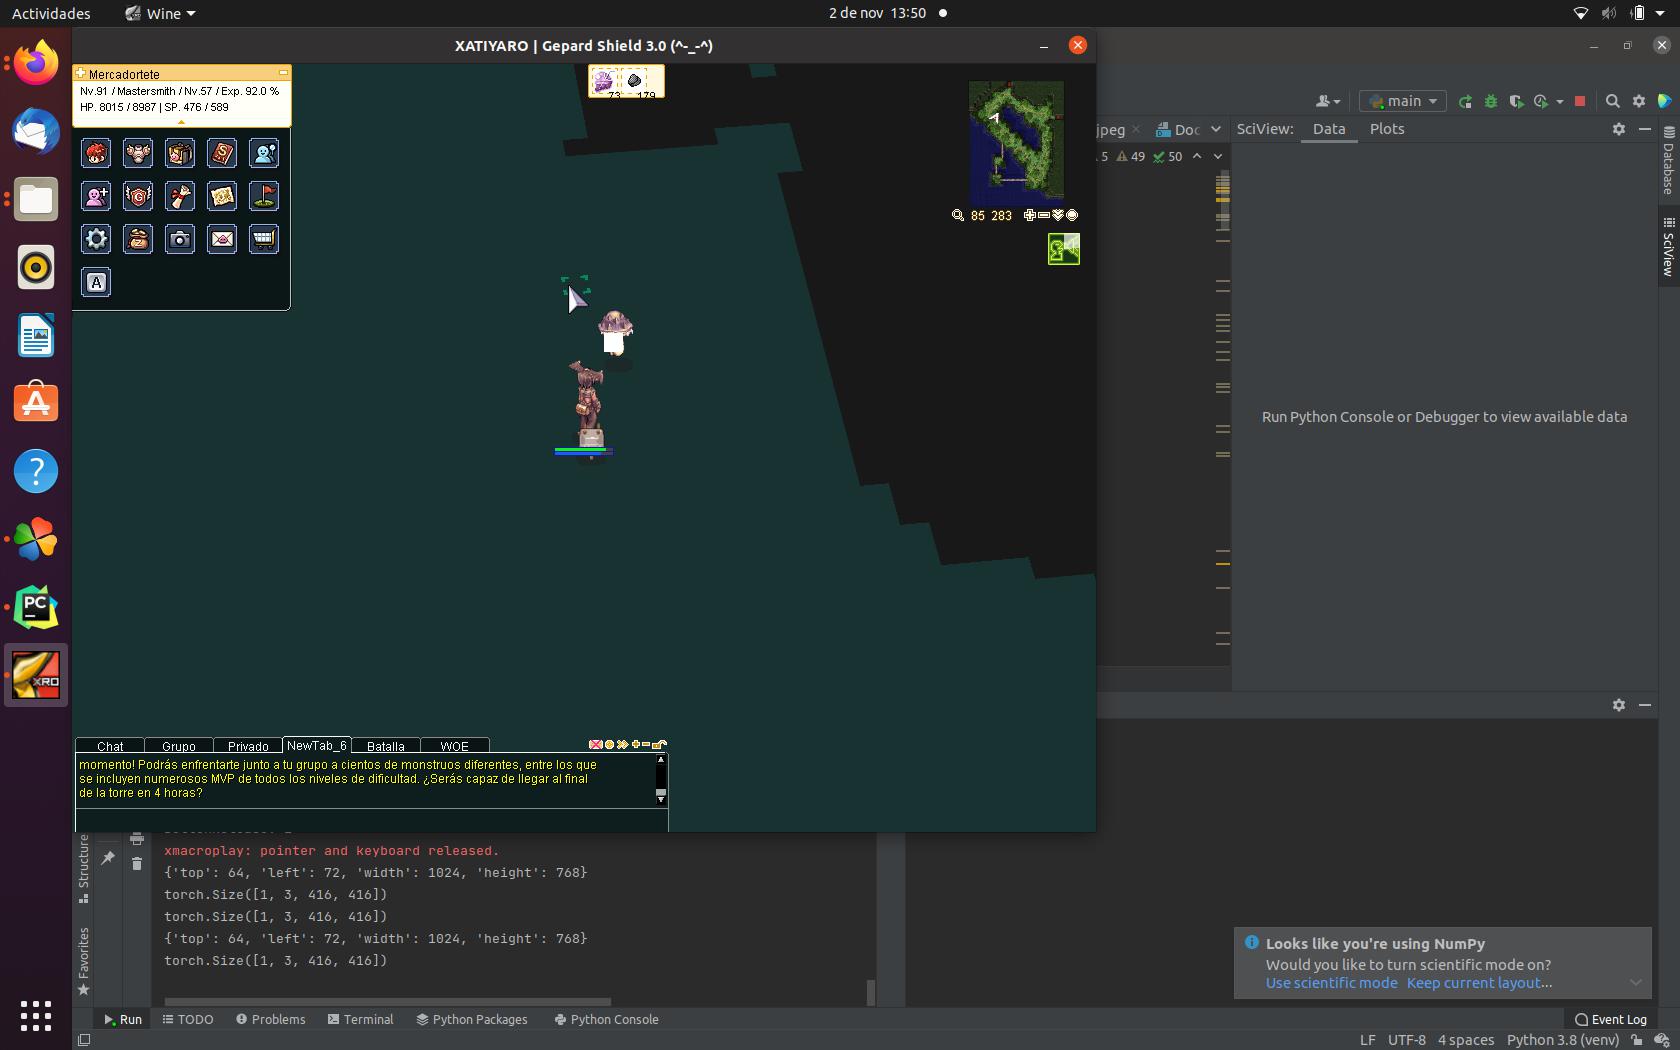 Actividades
Wine
2 de nov 13:50
XATIYARO | Gepard Shield 3.0 (^-_-^)
Mercadortete
Nv.91 / Mastersmith / Nv.57 / Exp. 92.0 %
HP. 8015 / 8987 | SP. 476 / 589
73 179
85 283
S
G
Z
A
main
jpeg
Doc
SciView:
Data
Plots
5 49 50
Database
SciView
Run Python Console or Debugger to view available data
PC
XRO
Chat
Grupo
Privado
NewTab_6
Batalla
WOE
momento! Podrás enfrentarte junto a tu grupo a cientos de monstruos diferentes, entre los que
se incluyen numerosos MVP de todos los niveles de dificultad. ¿Serás capaz de llegar al final
de la torre en 4 horas?
Structure
Favorites
xmacroplay: pointer and keyboard released.
{'top': 64, 'left': 72, 'width': 1024, 'height': 768}
torch.Size([1, 3, 416, 416])
torch.Size([1, 3, 416, 416])
{'top': 64, 'left': 72, 'width': 1024, 'height': 768}
torch.Size([1, 3, 416, 416])
Looks like you're using NumPy
Would you like to turn scientific mode on?
Use scientific mode Keep current layout...
Run
TODO
Problems
Terminal
Python Packages
Python Console
Event Log
LF UTF-8 4 spaces Python 3.8 (venv)